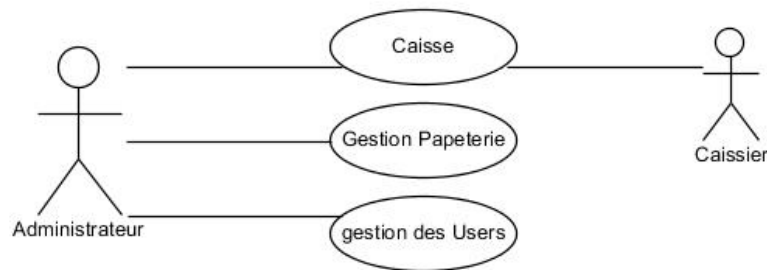 Caisse
Gestion Papeterie
Caissier
Administrateur
gestion des Users